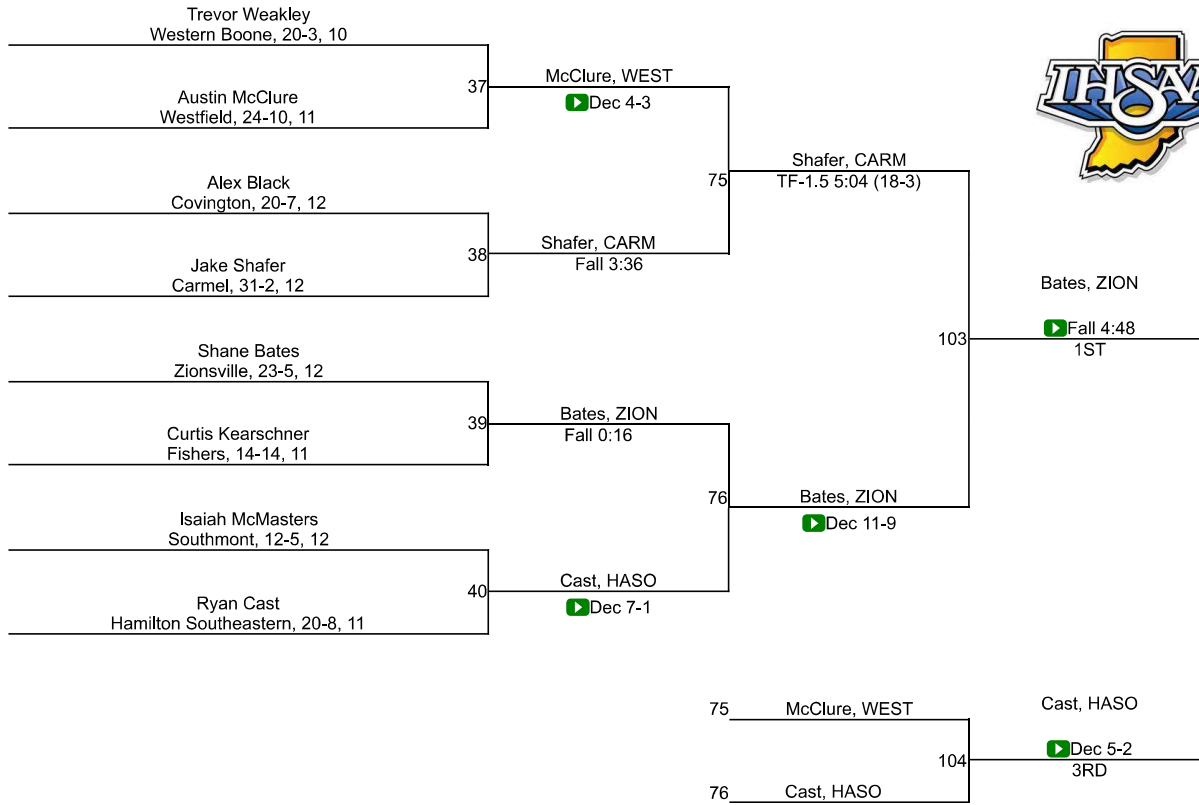 Trevor Weakley
Western Boone, 20-3, 10
37
McClure, WEST
Dec 4-3
Austin McClure
Westfield, 24-10, 11
IHSAA
75
Shafer, CARM
TF-1.5 5:04 (18-3)
Alex Black
Covington, 20-7, 12
38
Shafer, CARM
Fall 3:36
Jake Shafer
Carmel, 31-2, 12
103
Bates, ZION
Fall 4:48
1ST
Shane Bates
Zionsville, 23-5, 12
39
Bates, ZION
Fall 0:16
Curtis Kearschner
Fishers, 14-14, 11
76
Bates, ZION
Dec 11-9
Isaiah McMasters
Southmont, 12-5, 12
40
Cast, HASO
Dec 7-1
Ryan Cast
Hamilton Southeastern, 20-8, 11
75
McClure, WEST
104
Cast, HASO
Dec 5-2
3RD
76
Cast, HASO